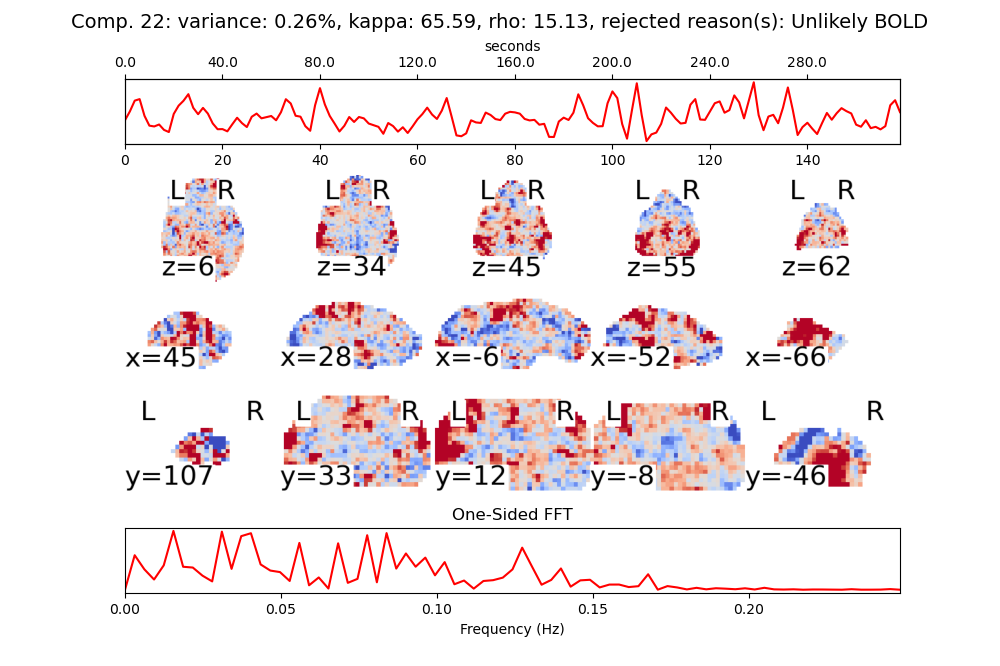 Comp. 22: variance: 0.26%, kappa: 65.59, rho: 15.13, rejected reason(s): Unlikely BOLD
seconds
0.0 40.0 80.0 120.0 160.0 200.0 240.0 280.0
0 20 40 60 80 100 120 140
L R L R L R L R L R
z=6 z=34 z=45 z=55 z=62
x=45 x=28 x=-6 x=-52 x=-66
L R L R L R L R L R
y=107 y=33 y=12 y=-8 y=-46
One-Sided FFT
0.00 0.05 0.10 0.15 0.20
Frequency (Hz)